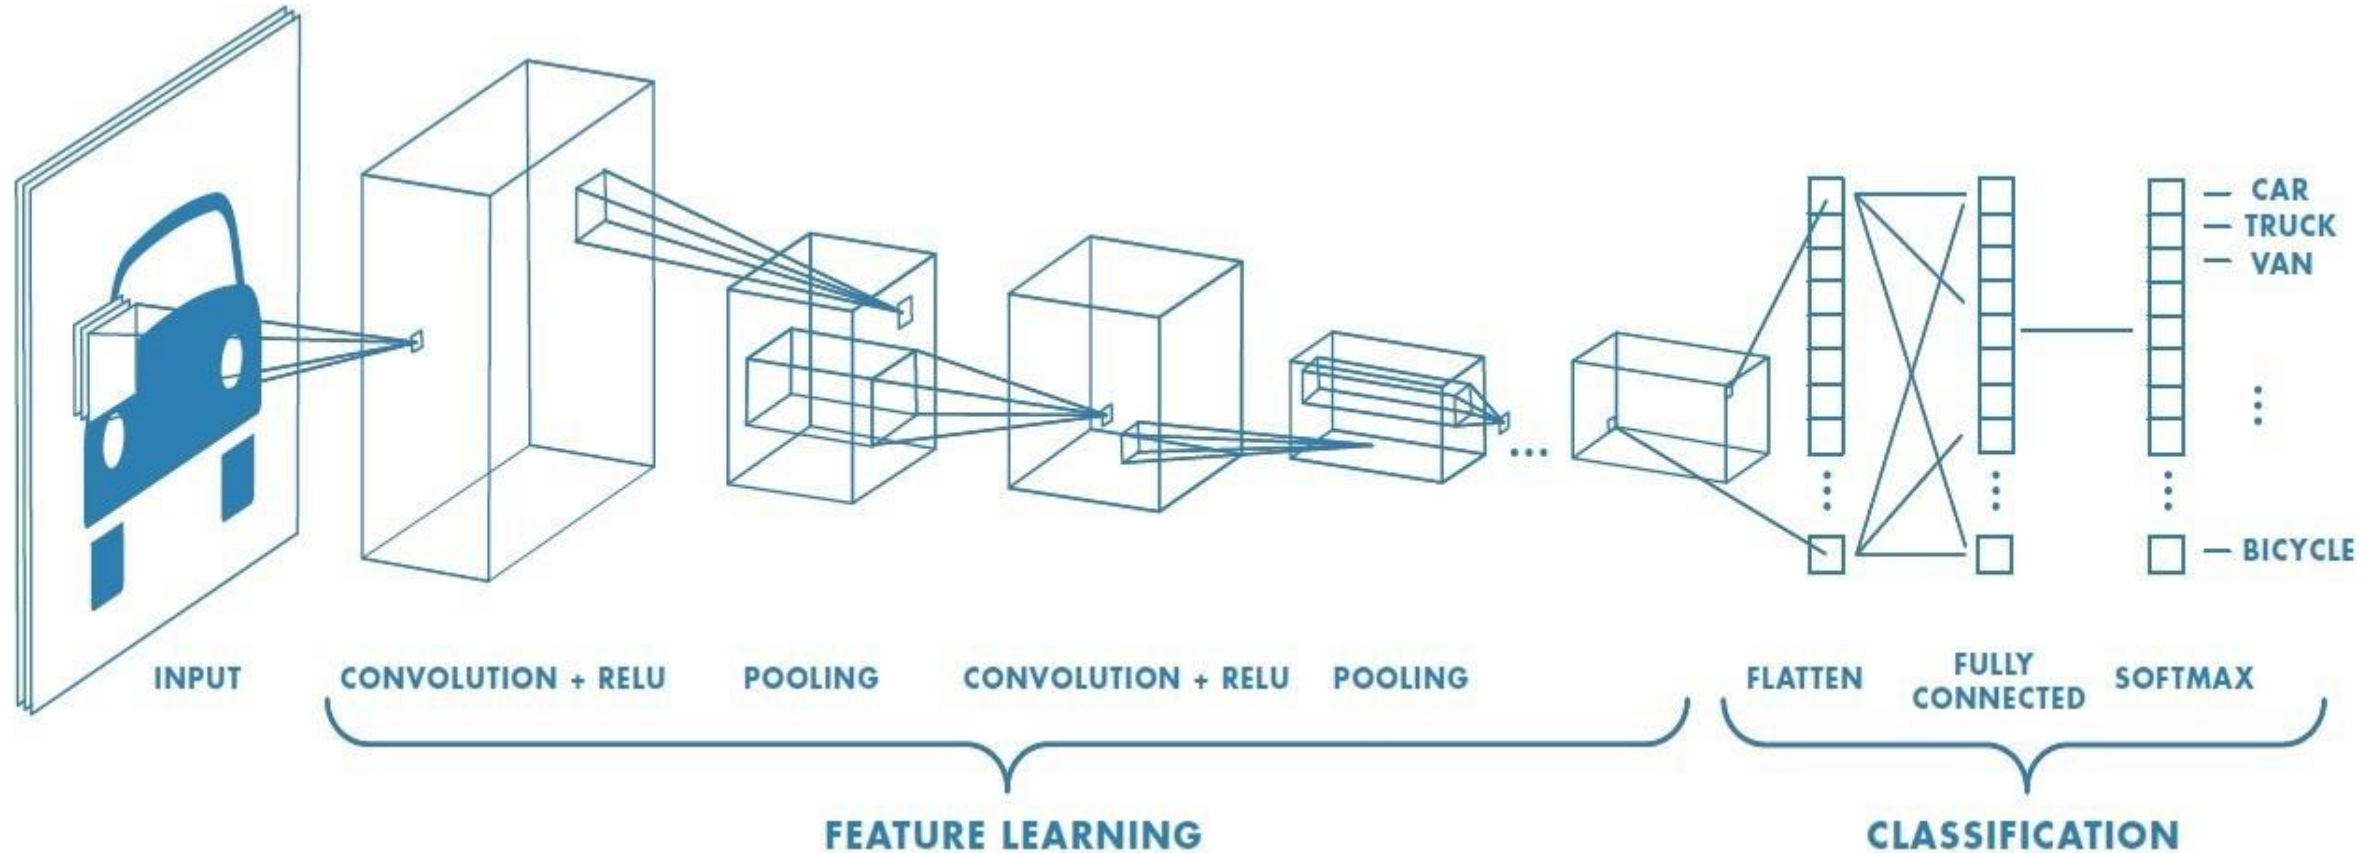 CAR
TRUCK
VAN
BICYCLE
INPUT
CONVOLUTION + RELU
POOLING
CONVOLUTION + RELU
POOLING
FLATTEN
FULLY
CONNECTED
SOFTMAX
FEATURE LEARNING
CLASSIFICATION